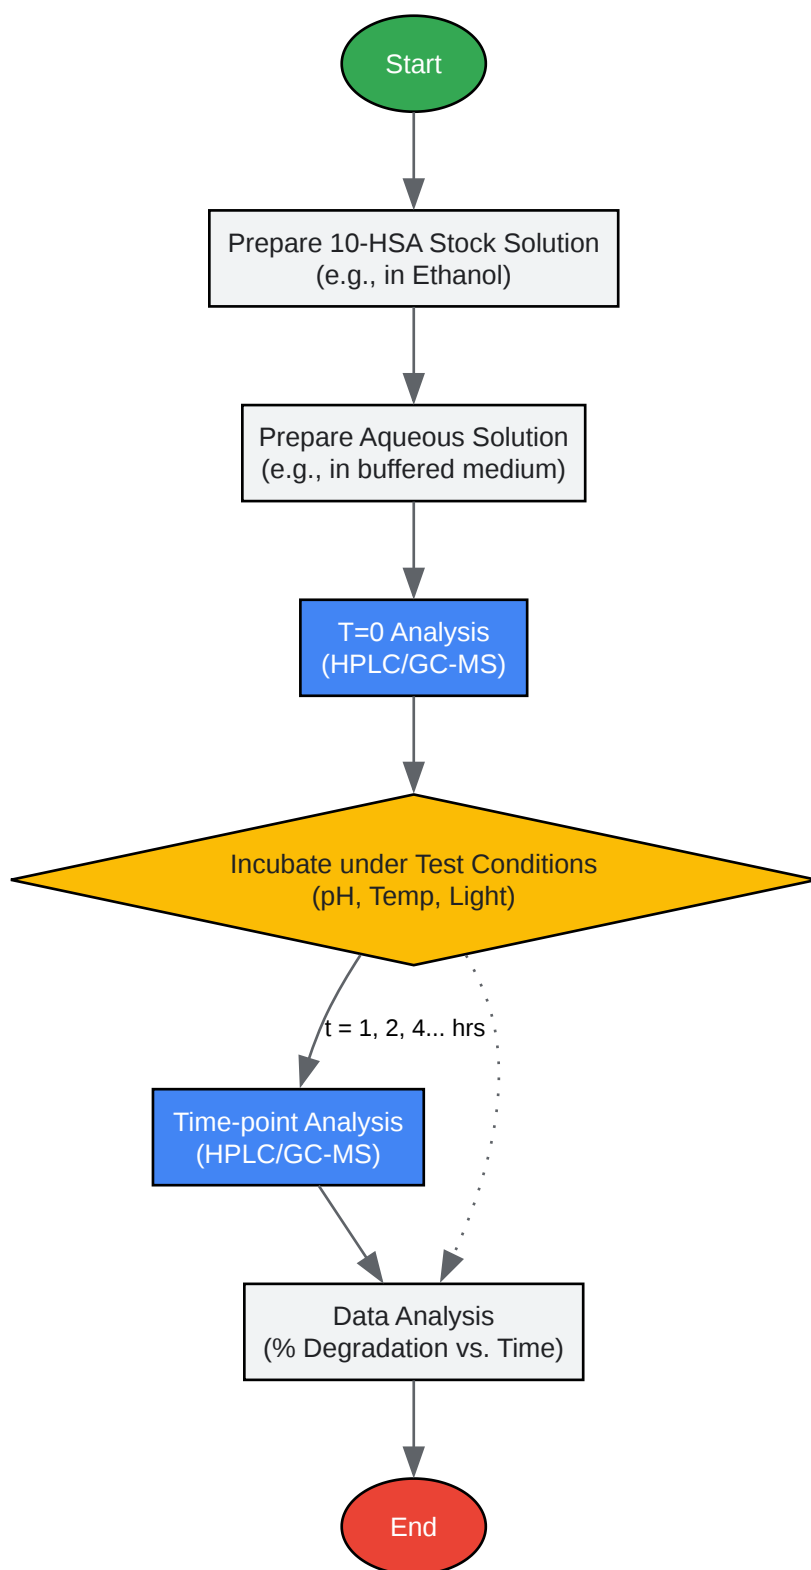 Start
Prepare 10-HSA Stock Solution
(e.g., in Ethanol)
Prepare Aqueous Solution
(e.g., in buffered medium)
T=0 Analysis
(HPLC/GC-MS)
Incubate under Test Conditions
(pH, Temp, Light)
t = 1, 2, 4... hrs
Time-point Analysis
(HPLC/GC-MS)
Data Analysis
(% Degradation vs. Time)
End